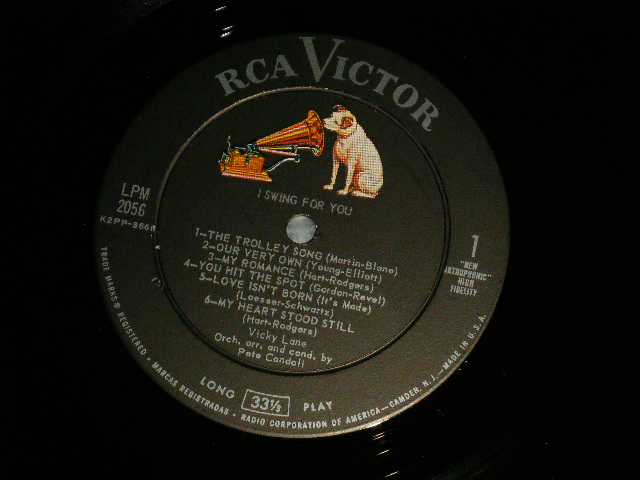 RCA VICTOR
I SWING FOR YOU
LPM
2056
K2PP-3668
1
"NEW
ORTHOPHONIC"
HIGH
FIDELITY
1-THE TROLLEY SONG (Martin-Blane)
2-OUR VERY OWN (Young-Elliott)
3-MY ROMANCE (Hart-Rodgers)
4-YOU HIT THE SPOT (Gordon-Revel)
5-LOVE ISN'T BORN (It's Made)
(Loesser-Schwartz)
6-MY HEART STOOD STILL
(Hart-Rodgers)
Vicky Lane
Orch. arr. and cond. by
Pete Candoli
LONG 33⅓ PLAY
TRADE MARKS ® REGISTERED • MARCAS REGISTRADAS • RADIO CORPORATION OF AMERICA—CAMDEN, N.J.—MADE IN U.S.A.